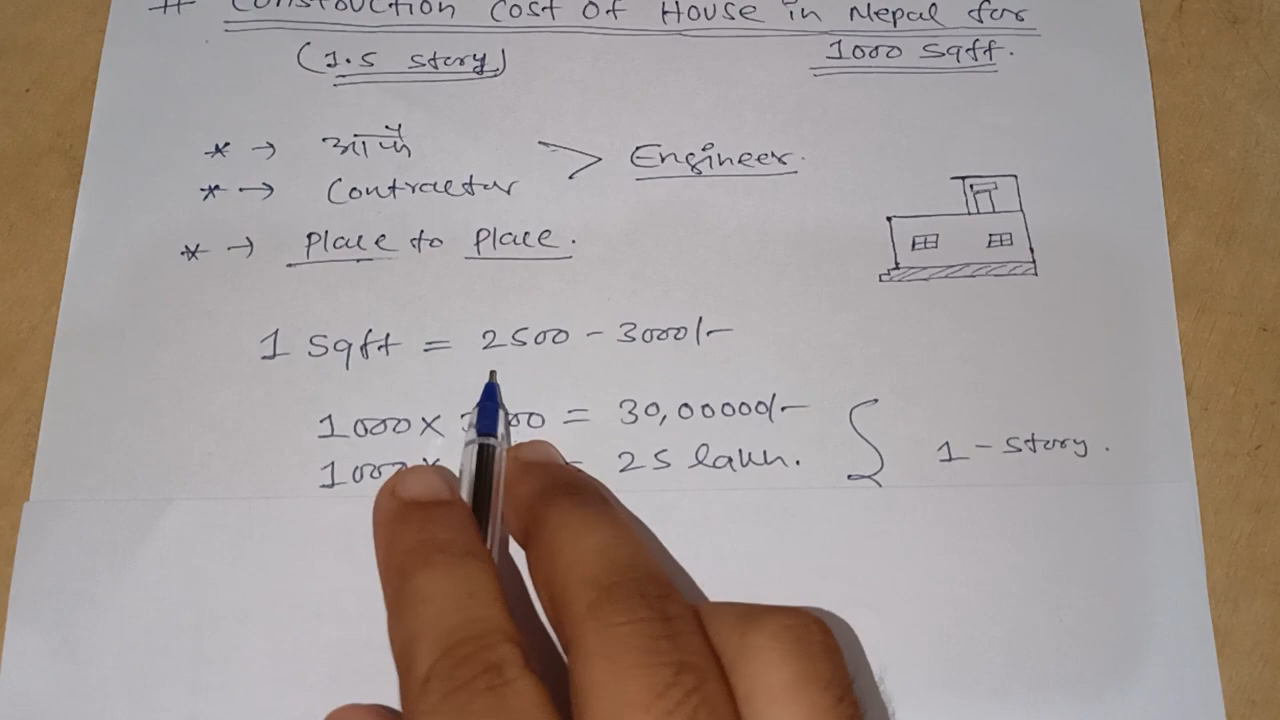 # Construction Cost of House in Nepal for
(1.5 story) 1000 Sqft.
* → आफै
* → Contractor > Engineer.
* → Place to Place.
1 Sqft = 2500 - 3000/-
1000 × = 30,00000/-
1000 × = 25 lakh. 1 - Story.